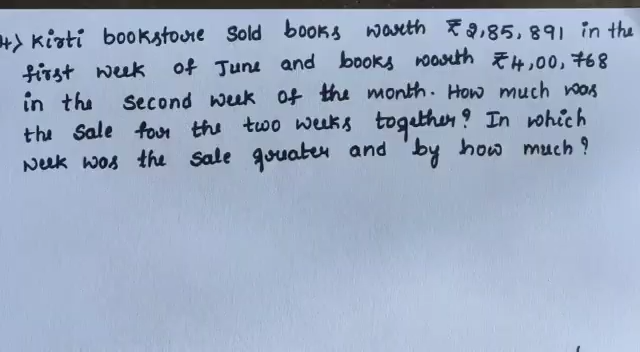 4> Kirti bookstore Sold books worth ₹2,85,891 in the
first week of June and books worth ₹4,00,768
in the second week of the month. How much was
the Sale for the two weeks together? In which
week was the sale greater and by how much?